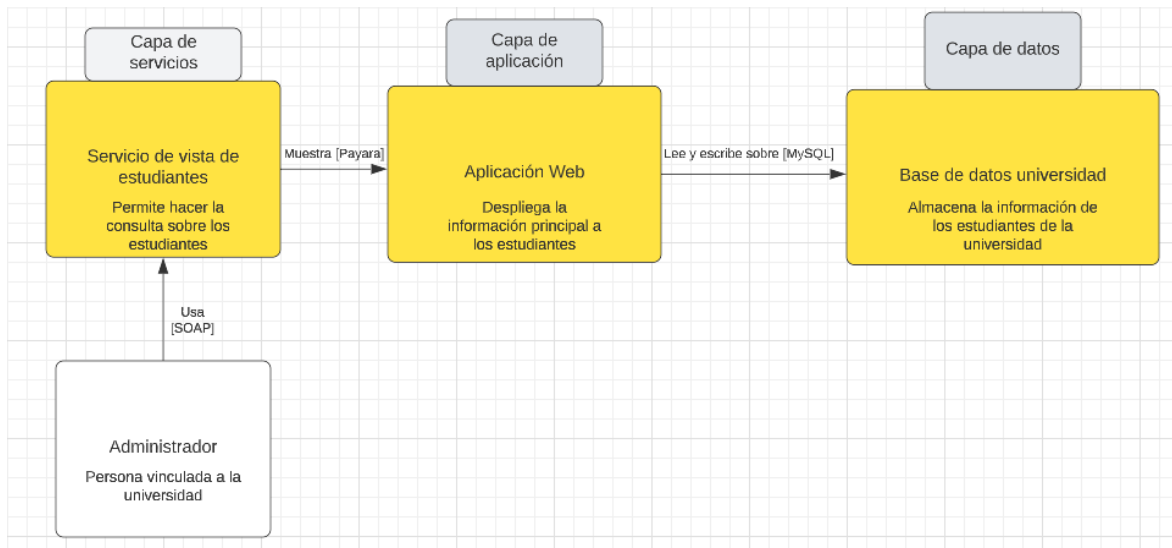 Capa de
servicios
Servicio de vista de
estudiantes
Permite hacer la
consulta sobre los
estudiantes
Muestra [Payara]
Capa de
aplicación
Aplicación Web
Despliega la
información principal a
los estudiantes
Lee y escribe sobre [MySQL]
Capa de datos
Base de datos universidad
Almacena la información de
los estudiantes de la
universidad
Usa
[SOAP]
Administrador
Persona vinculada a la
universidad